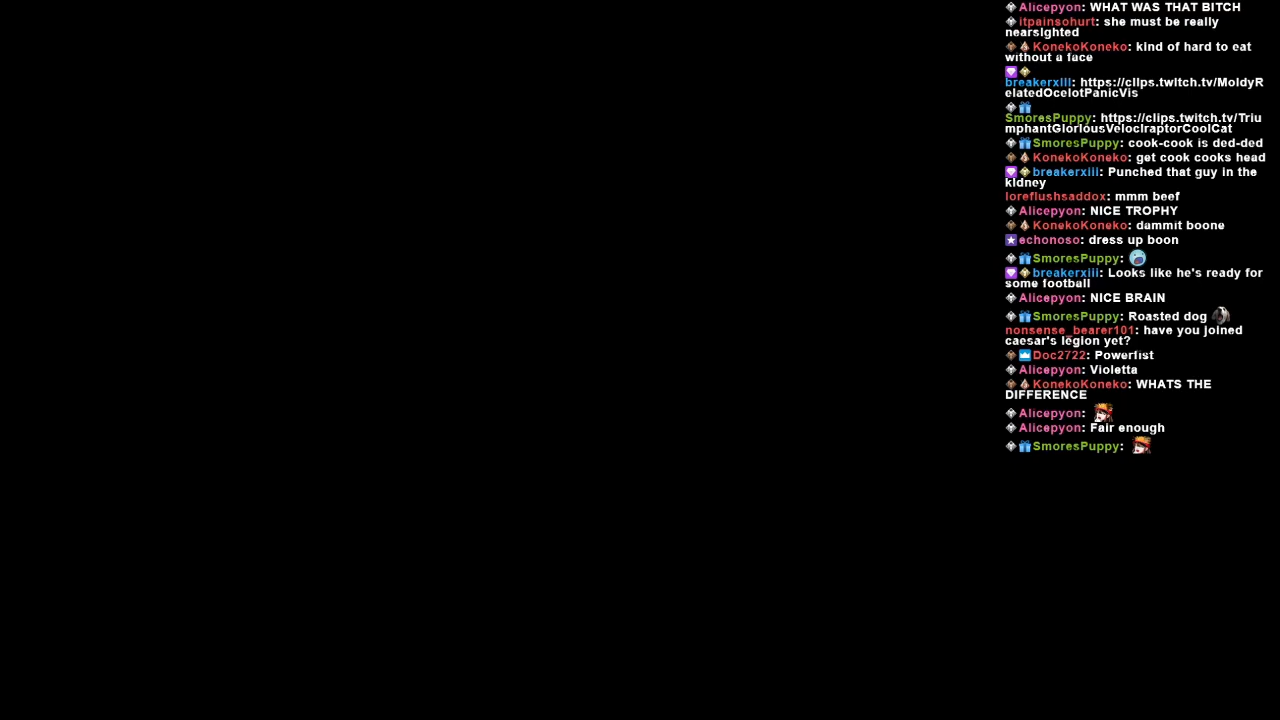 Alicepyon: WHAT WAS THAT BITCH
itpainsohurt: she must be really
nearsighted
KonekoKoneko: kind of hard to eat
without a face
breakerxiii: https://clips.twitch.tv/MoldyR
elatedOcelotPanicVis
SmoresPuppy: https://clips.twitch.tv/Triu
mphantGloriousVelociraptorCoolCat
SmoresPuppy: cook-cook is ded-ded
KonekoKoneko: get cook cooks head
breakerxiii: Punched that guy in the
kidney
loreflushsaddox: mmm beef
Alicepyon: NICE TROPHY
KonekoKoneko: dammit boone
echonoso: dress up boon
SmoresPuppy:
breakerxiii: Looks like he's ready for
some football
Alicepyon: NICE BRAIN
SmoresPuppy: Roasted dog
nonsense_bearer101: have you joined
caesar's legion yet?
Doc2722: Powerfist
Alicepyon: Violetta
KonekoKoneko: WHATS THE
DIFFERENCE
Alicepyon:
Alicepyon: Fair enough
SmoresPuppy: